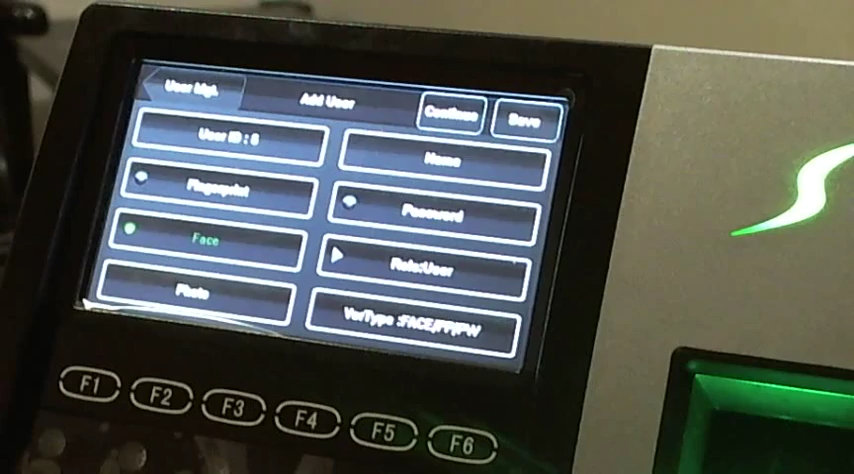 User Mgt. Add User Continue Save
User ID : 8 Name
Fingerprint Password
Face Role:User
Photo VerType :FACE/FP/PW
F1 F2 F3 F4 F5 F6